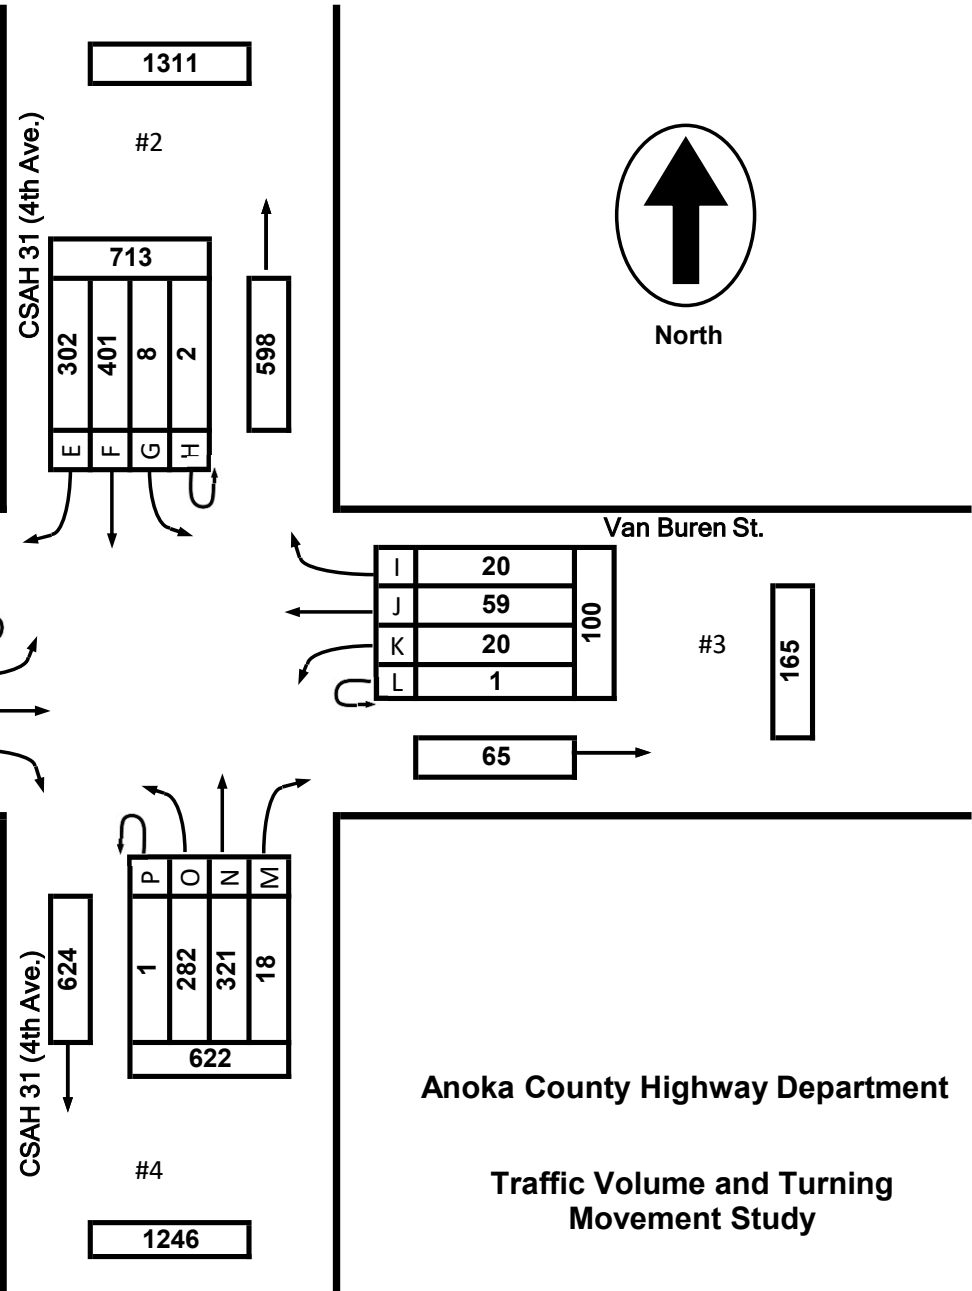 1311
#2
CSAH 31 (4th Ave.)
713
302
401
8
2
598
E
F
G
H
North
Van Buren St.
I
20
J
59
K
20
L
1
100
#3
165
65
P
O
N
M
1
282
321
18
622
624
CSAH 31 (4th Ave.)
#4
1246
Anoka County Highway Department
Traffic Volume and Turning
Movement Study